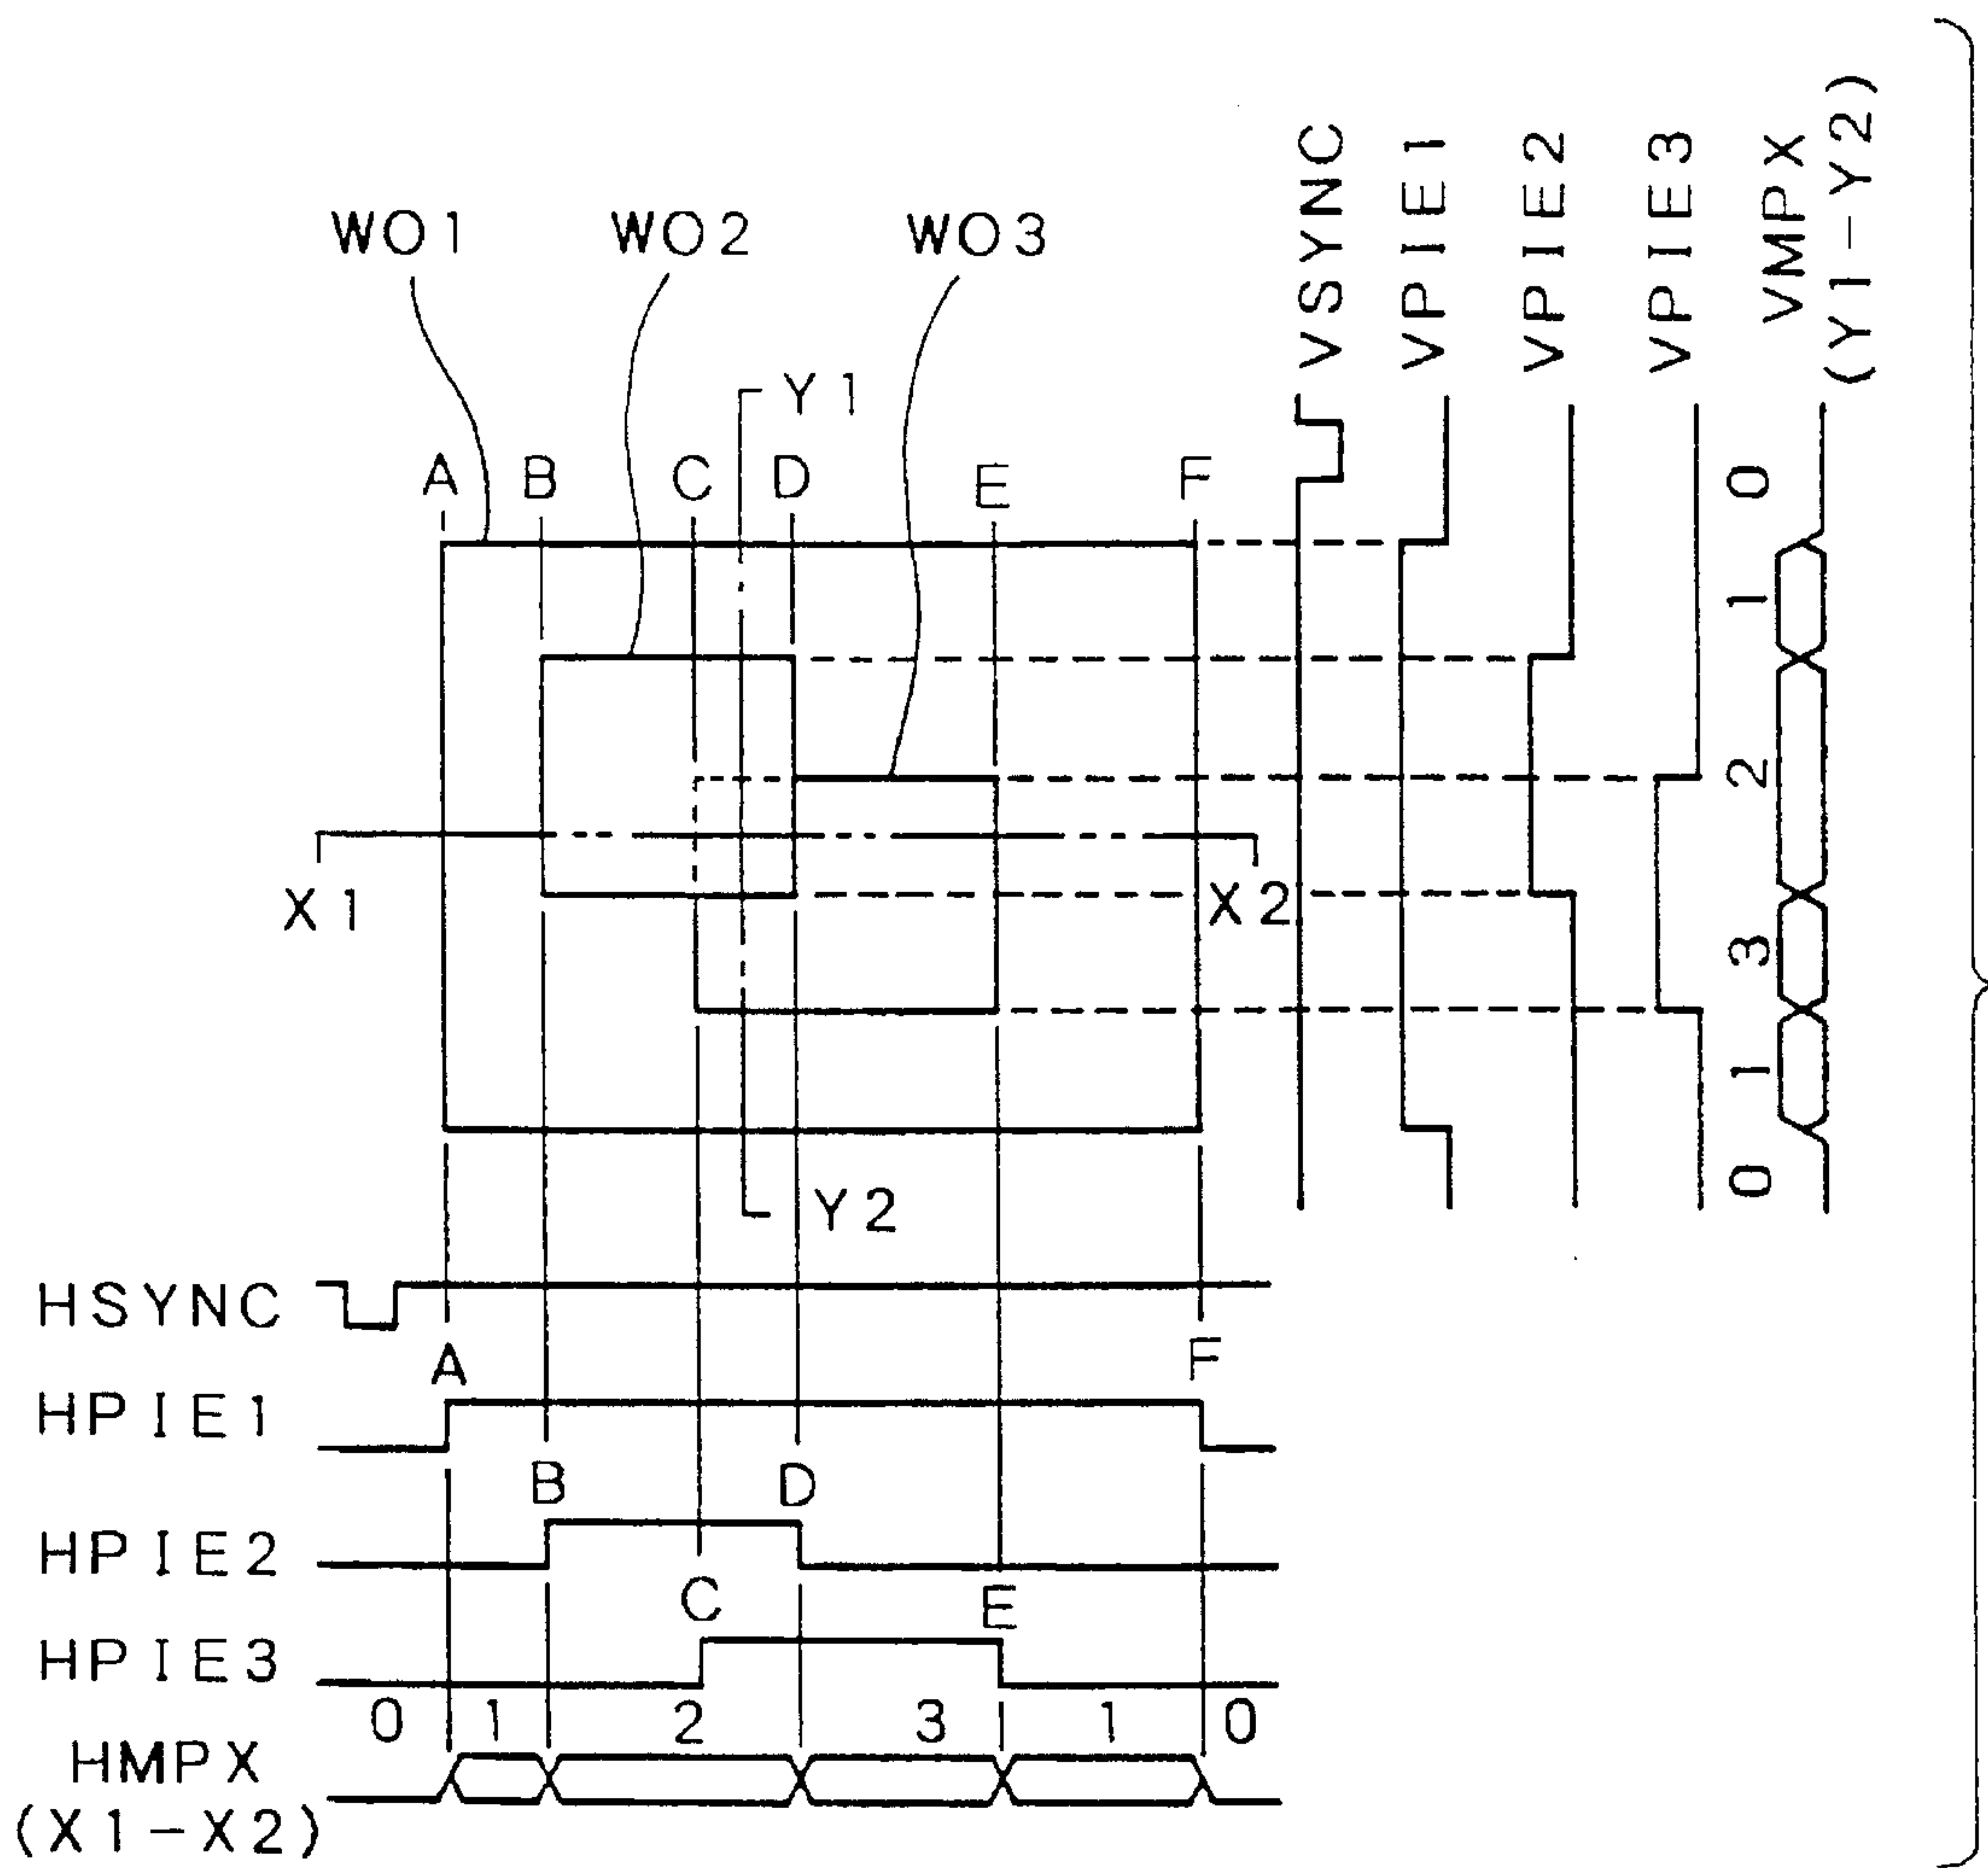 WO1 WO2 WO3
VSYNC
VPIE1
VPIE2
VPIE3
VMPX
(Y1-Y2)
Y1
A B C D E F
0
1
2
3
1
0
X1 X2
Y2
HSYNC
A F
HPIE1
B D
HPIE2
C E
HPIE3
0 1 2 3 1 0
HMPX
(X1-X2)